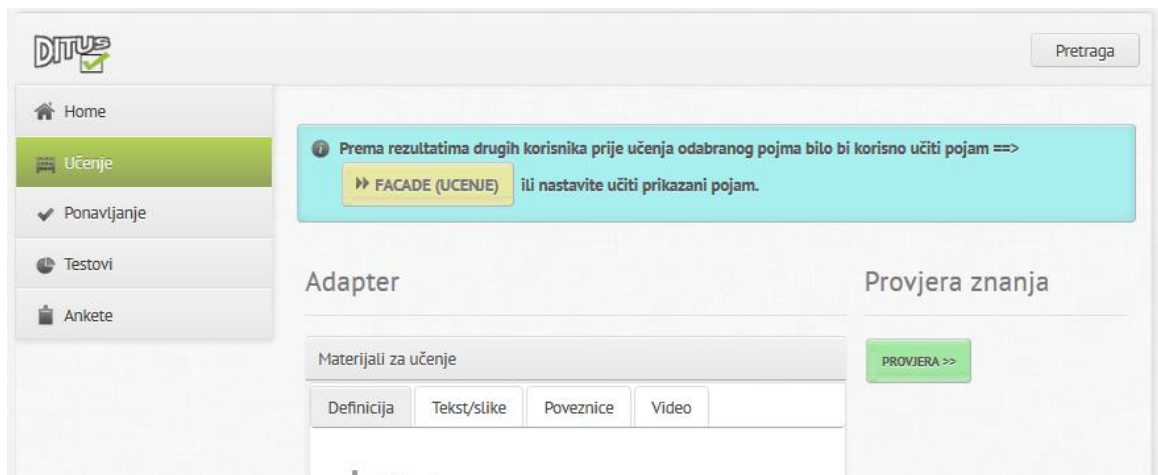 DITUS
Pretraga
Home
Učenje
Ponavljanje
Testovi
Ankete
Prema rezultatima drugih korisnika prije učenja odabranog pojma bilo bi korisno učiti pojam ==>
FACADE (UCENJE) ili nastavite učiti prikazani pojam.
Adapter
Provjera znanja
Materijali za učenje
PROVJERA >>
Definicija Tekst/slike Poveznice Video